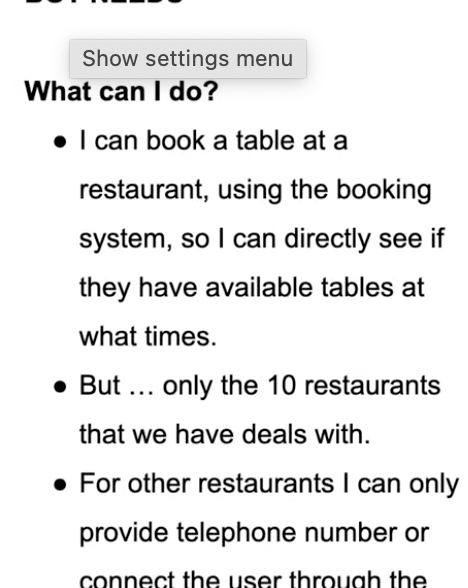 Show settings menu
What can I do?
● I can book a table at a
restaurant, using the booking
system, so I can directly see if
they have available tables at
what times.
● But … only the 10 restaurants
that we have deals with.
● For other restaurants I can only
provide telephone number or
connect the user through the